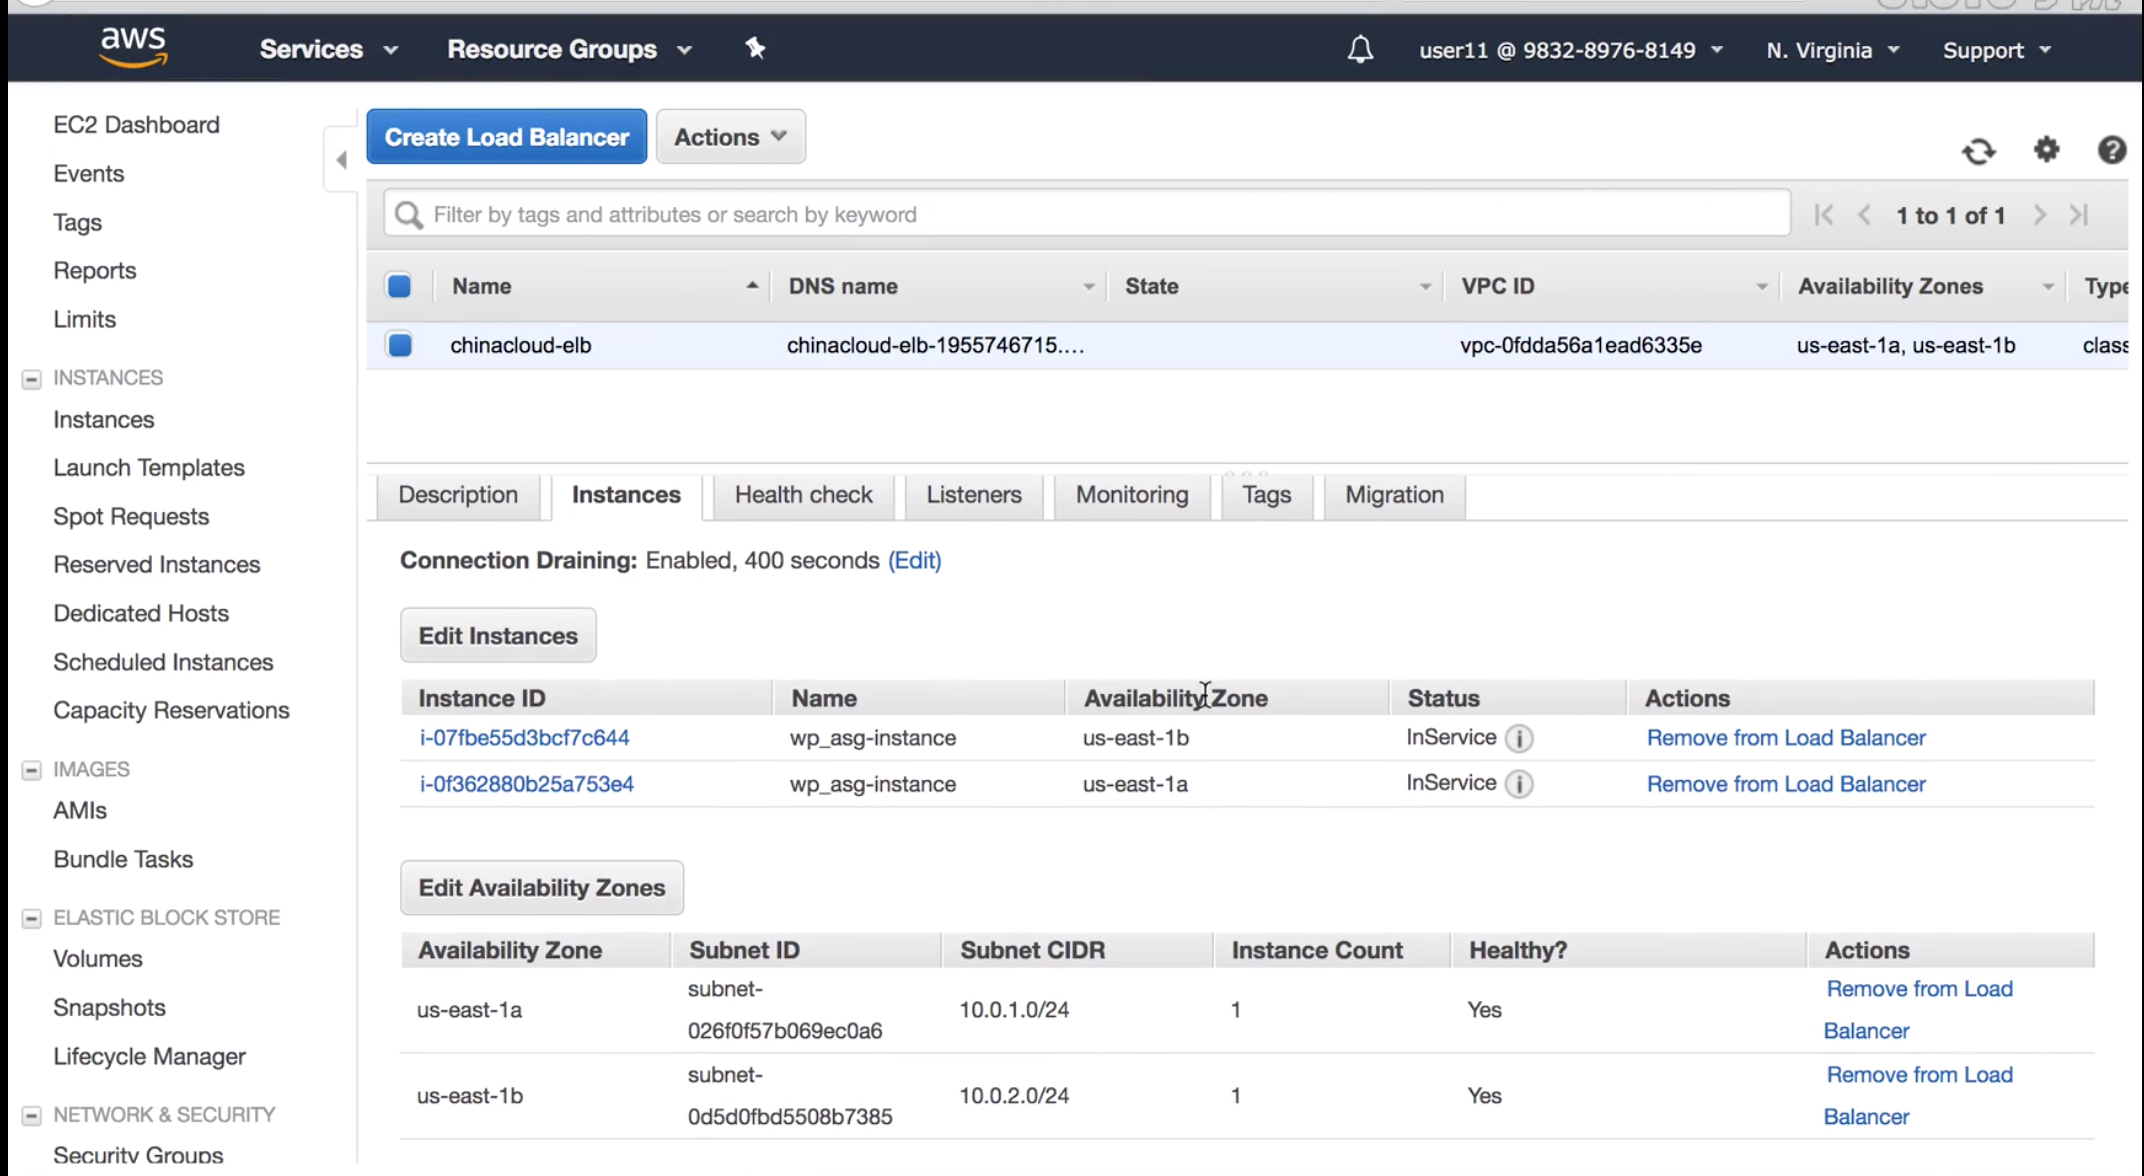 aws Services Resource Groups user11 @ 9832-8976-8149 N. Virginia Support
EC2 Dashboard
Events
Tags
Reports
Limits
INSTANCES
Instances
Launch Templates
Spot Requests
Reserved Instances
Dedicated Hosts
Scheduled Instances
Capacity Reservations
IMAGES
AMIs
Bundle Tasks
ELASTIC BLOCK STORE
Volumes
Snapshots
Lifecycle Manager
NETWORK & SECURITY
Security Groups
Create Load Balancer Actions
Filter by tags and attributes or search by keyword 1 to 1 of 1
Name DNS name State VPC ID Availability Zones Type
chinacloud-elb chinacloud-elb-1955746715.... vpc-0fdda56a1ead6335e us-east-1a, us-east-1b class
Description Instances Health check Listeners Monitoring Tags Migration
Connection Draining: Enabled, 400 seconds (Edit)
Edit Instances
Instance ID Name Availability Zone Status Actions
i-07fbe55d3bcf7c644 wp_asg-instance us-east-1b InService Remove from Load Balancer
i-0f362880b25a753e4 wp_asg-instance us-east-1a InService Remove from Load Balancer
Edit Availability Zones
Availability Zone Subnet ID Subnet CIDR Instance Count Healthy? Actions
us-east-1a subnet-
026f0f57b069ec0a6 10.0.1.0/24 1 Yes Remove from Load
Balancer
us-east-1b subnet-
0d5d0fbd5508b7385 10.0.2.0/24 1 Yes Remove from Load
Balancer